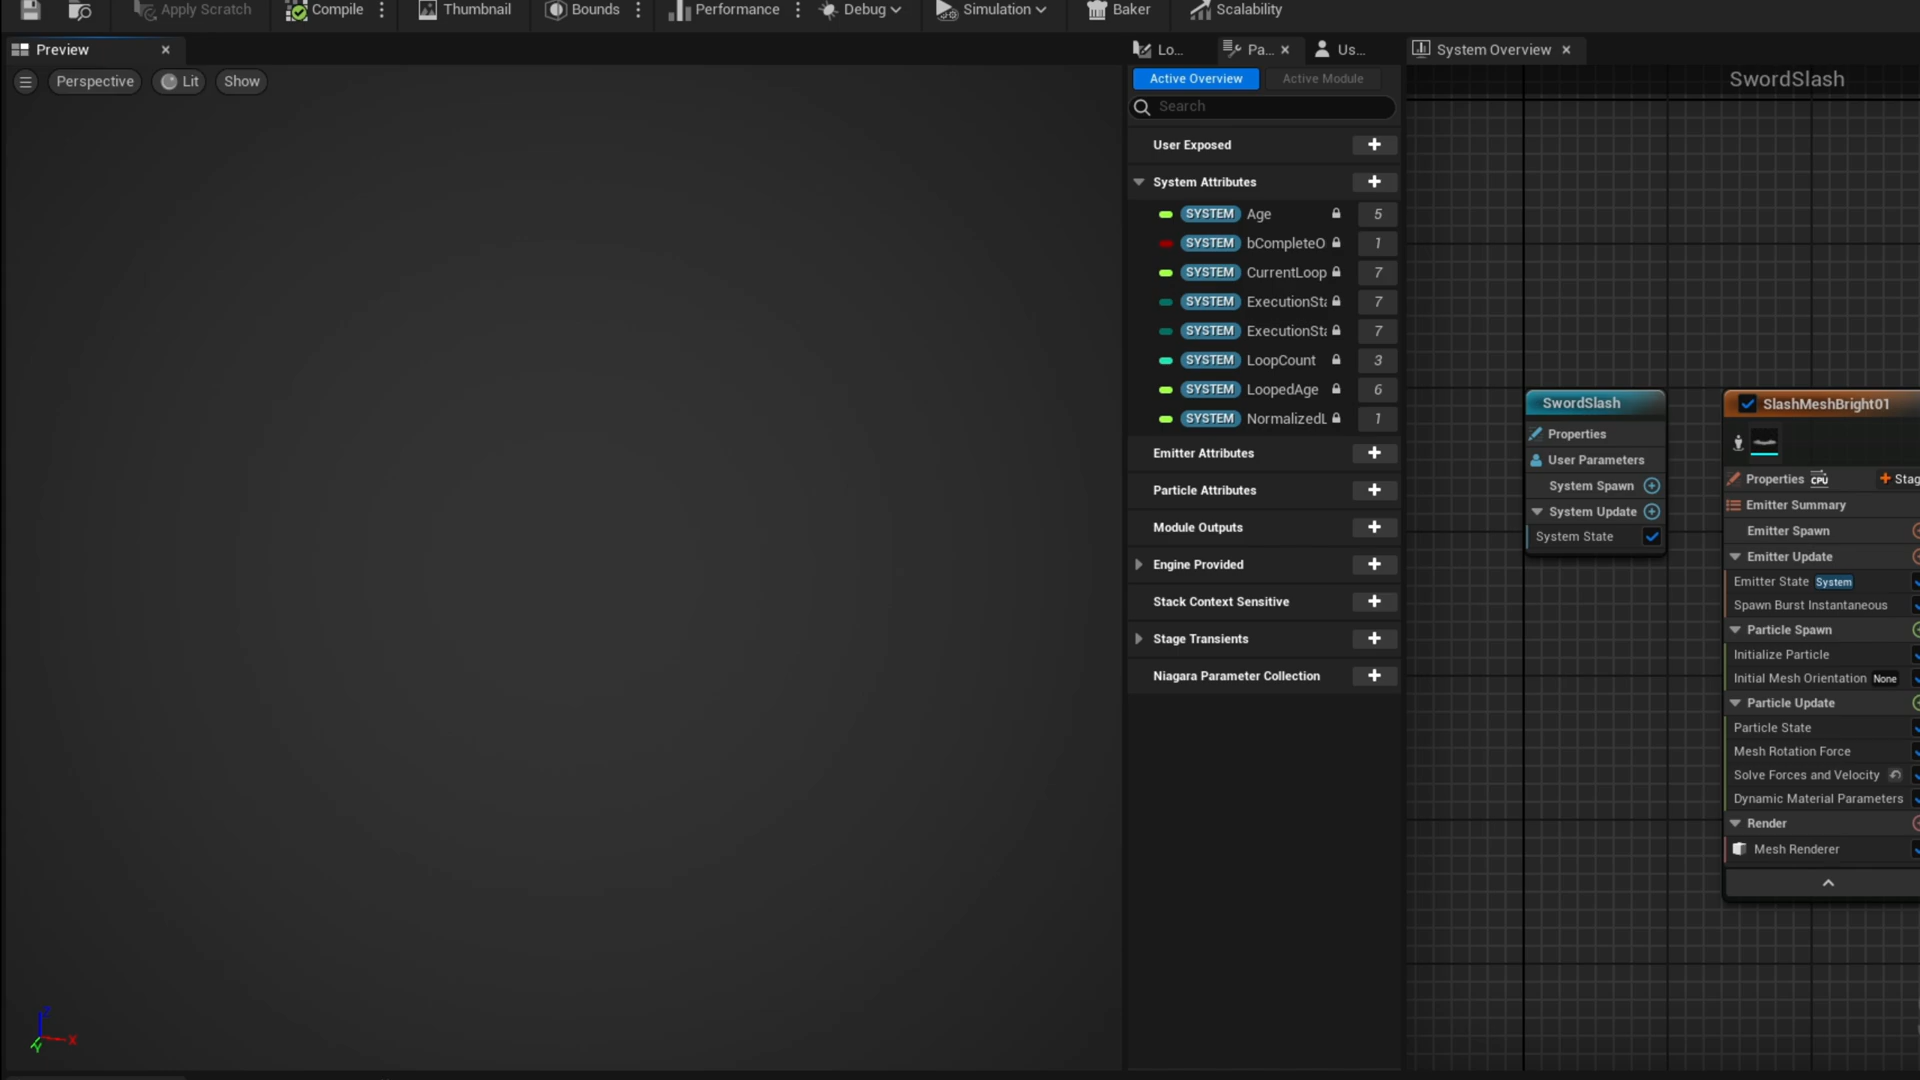 Apply Scratch
Compile
Thumbnail
Bounds
Performance
Debug
Simulation
Baker
Scalability
Preview
Lo...
Pa...
Us...
System Overview
Perspective
Lit
Show
Active Overview
Active Module
SwordSlash
Search
User Exposed
System Attributes
SYSTEM Age 5
SYSTEM bCompleteO 1
SYSTEM CurrentLoop 7
SYSTEM ExecutionSta 7
SYSTEM ExecutionSta 7
SYSTEM LoopCount 3
SYSTEM LoopedAge 6
SYSTEM NormalizedL 1
Emitter Attributes
Particle Attributes
Module Outputs
Engine Provided
Stack Context Sensitive
Stage Transients
Niagara Parameter Collection
SwordSlash
Properties
User Parameters
System Spawn
System Update
System State
SlashMeshBright01
Properties CPU Stag
Emitter Summary
Emitter Spawn
Emitter Update
Emitter State System
Spawn Burst Instantaneous
Particle Spawn
Initialize Particle
Initial Mesh Orientation None
Particle Update
Particle State
Mesh Rotation Force
Solve Forces and Velocity
Dynamic Material Parameters
Render
Mesh Renderer
Z
X
Y